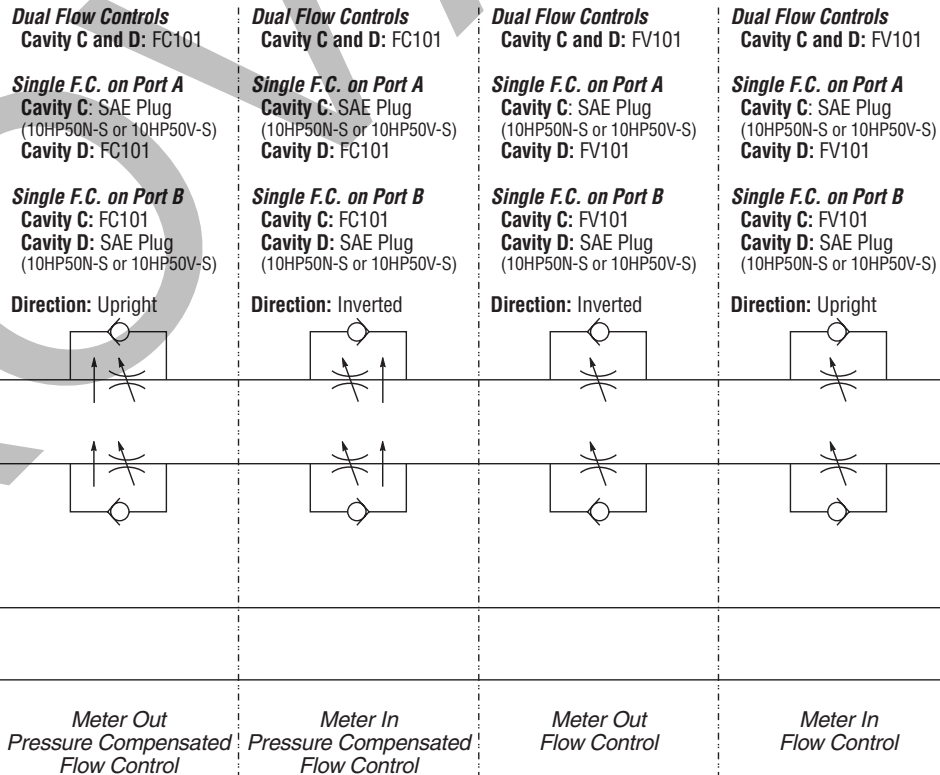 Dual Flow Controls
Cavity C and D: FC101
Single F.C. on Port A
Cavity C: SAE Plug
(10HP50N-S or 10HP50V-S)
Cavity D: FC101
Single F.C. on Port B
Cavity C: FC101
Cavity D: SAE Plug
(10HP50N-S or 10HP50V-S)
Direction: Upright
Meter Out
Pressure Compensated
Flow Control
Dual Flow Controls
Cavity C and D: FC101
Single F.C. on Port A
Cavity C: SAE Plug
(10HP50N-S or 10HP50V-S)
Cavity D: FC101
Single F.C. on Port B
Cavity C: FC101
Cavity D: SAE Plug
(10HP50N-S or 10HP50V-S)
Direction: Inverted
Meter In
Pressure Compensated
Flow Control
Dual Flow Controls
Cavity C and D: FV101
Single F.C. on Port A
Cavity C: SAE Plug
(10HP50N-S or 10HP50V-S)
Cavity D: FV101
Single F.C. on Port B
Cavity C: FV101
Cavity D: SAE Plug
(10HP50N-S or 10HP50V-S)
Direction: Inverted
Meter Out
Flow Control
Dual Flow Controls
Cavity C and D: FV101
Single F.C. on Port A
Cavity C: SAE Plug
(10HP50N-S or 10HP50V-S)
Cavity D: FV101
Single F.C. on Port B
Cavity C: FV101
Cavity D: SAE Plug
(10HP50N-S or 10HP50V-S)
Direction: Upright
Meter In
Flow Control